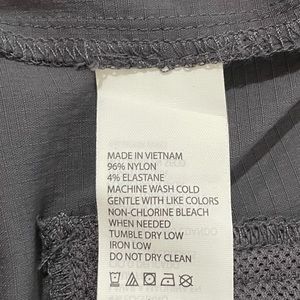 MADE IN VIETNAM
96% NYLON
4% ELASTANE
MACHINE WASH COLD
GENTLE WITH LIKE COLORS
NON-CHLORINE BLEACH
WHEN NEEDED
TUMBLE DRY LOW
IRON LOW
DO NOT DRY CLEAN